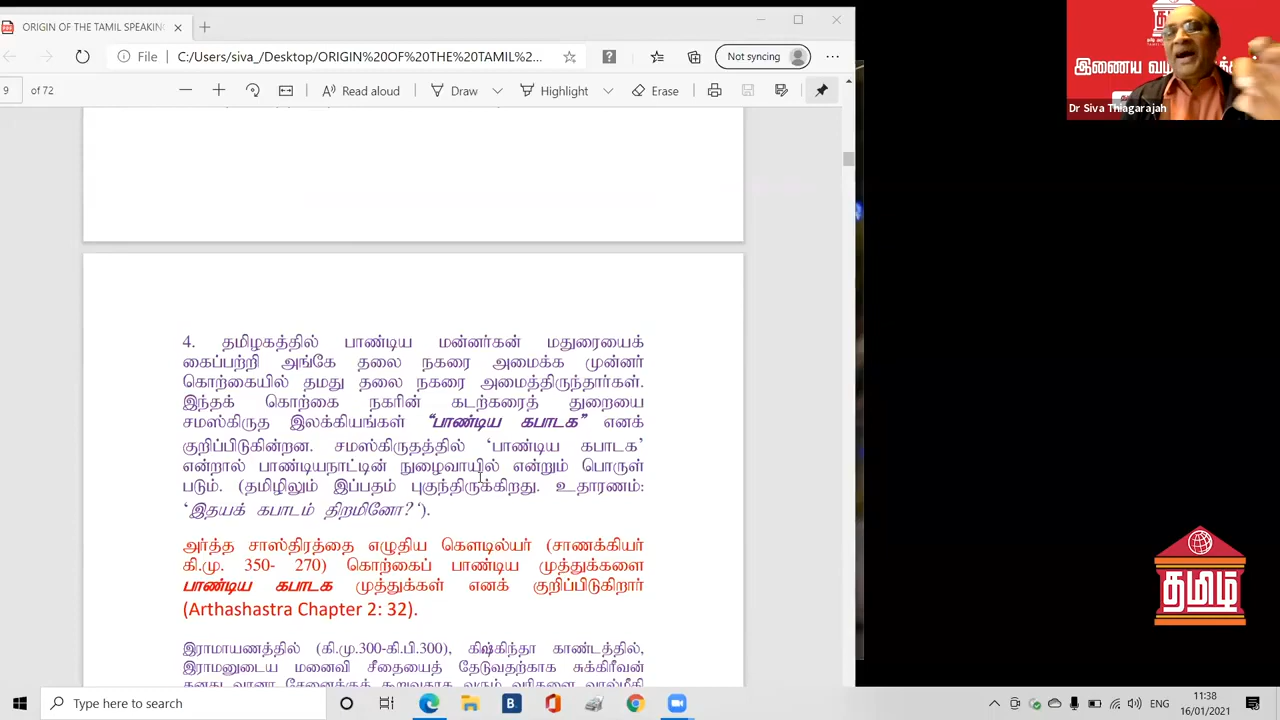 ORIGIN OF THE TAMIL SPEAKIN
File C:/Users/siva_/Desktop/ORIGIN%20OF%20THE%20TAMIL%2...
Not syncing
9 of 72
Read aloud
Draw
Highlight
Erase
4. தமிழகத்தில் பாண்டிய மன்னர்கள் மதுரையைக்
கைப்பற்றி அங்கே தலை நகரை அமைக்க முன்னர்
கொற்கையில் தமது தலை நகரை அமைத்திருந்தார்கள்.
இந்தக் கொற்கை நகரின் கடற்கரைத் துறையை
சமஸ்கிருத இலக்கியங்கள் “பாண்டிய கபாடக” எனக்
குறிப்பிடுகின்றன. சமஸ்கிருதத்தில் ‘பாண்டிய கபாடக’
என்றால் பாண்டியநாட்டின் நுழைவாயில் என்றும் பொருள்
படும். (தமிழிலும் இப்பதம் புகுந்திருக்கிறது. உதாரணம்:
‘இதயக் கபாடம் திறமினோ?‘).
அர்த்த சாஸ்திரத்தை எழுதிய கௌடில்யர் (சாணக்கியர்
கி.மு. 350- 270) கொற்கைப் பாண்டிய முத்துக்களை
பாண்டிய கபாடக முத்துக்கள் எனக் குறிப்பிடுகிறார்
(Arthashastra Chapter 2: 32).
இராமாயணத்தில் (கி.மு.300-கி.பி.300), கிஷ்கிந்தா காண்டத்தில்,
இராமனுடைய மனைவி சீதையைத் தேடுவதற்காக சுக்கிரீவன்
இணைய
Dr Siva Thiagarajah
தமிழ்
Type here to search
ENG
11:38
16/01/2021